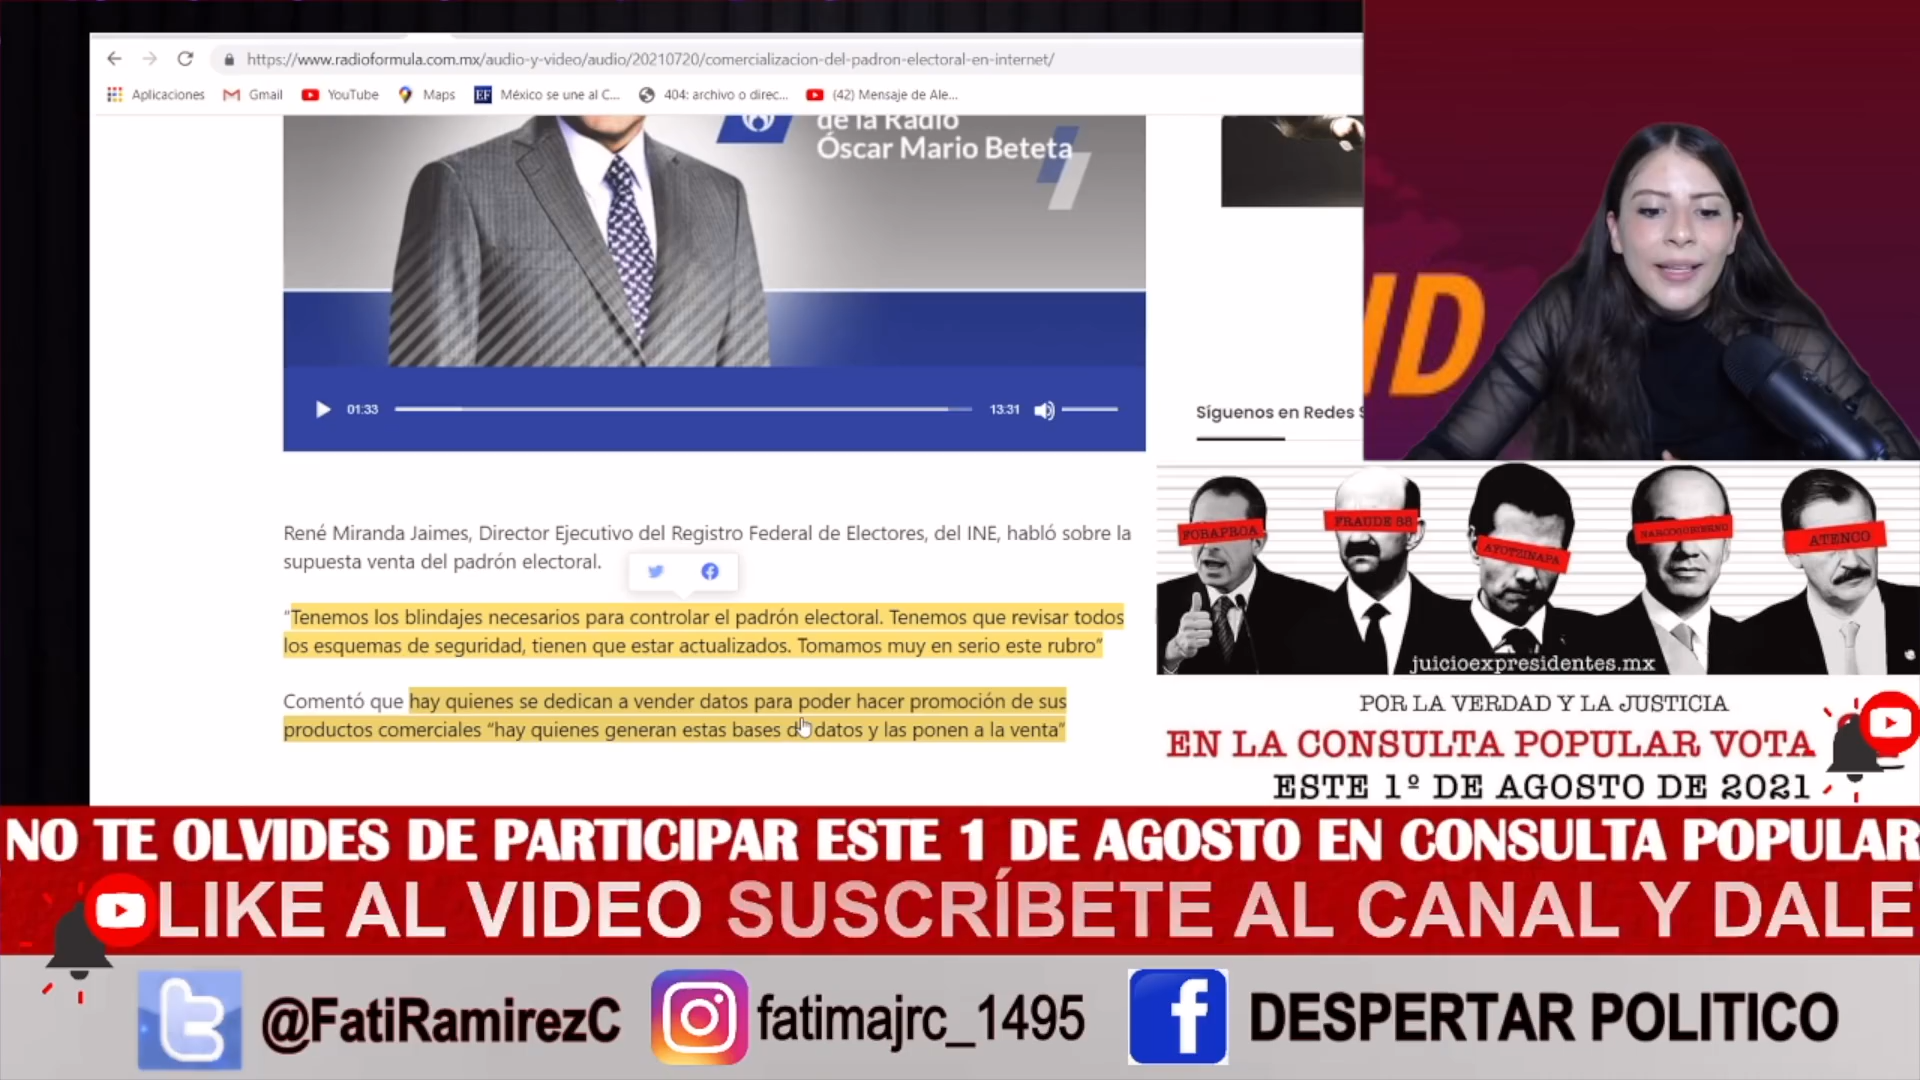 https://www.radioformula.com.mx/audio-y-video/audio/20210720/comercializacion-del-padron-electoral-en-internet/
Aplicaciones
Gmail
YouTube
Maps
EF
México se une al C...
404: archivo o direc...
(42) Mensaje de Ale...
de la Radio
Óscar Mario Beteta
01:33
13:31
Síguenos en Redes S
ID
René Miranda Jaimes, Director Ejecutivo del Registro Federal de Electores, del INE, habló sobre la
supuesta venta del padrón electoral.
“Tenemos los blindajes necesarios para controlar el padrón electoral. Tenemos que revisar todos
los esquemas de seguridad, tienen que estar actualizados. Tomamos muy en serio este rubro”
Comentó que hay quienes se dedican a vender datos para poder hacer promoción de sus
productos comerciales “hay quienes generan estas bases de datos y las ponen a la venta”
FOBAPROA
FRAUDE 88
AYOTZINAPA
NARCOGOBIERNO
ATENCO
juicioexpresidentes.mx
POR LA VERDAD Y LA JUSTICIA
EN LA CONSULTA POPULAR VOTA
ESTE 1º DE AGOSTO DE 2021
NO TE OLVIDES DE PARTICIPAR ESTE 1 DE AGOSTO EN CONSULTA POPULAR
LIKE AL VIDEO SUSCRÍBETE AL CANAL Y DALE
@FatiRamirezC
fatimajrc_1495
DESPERTAR POLITICO